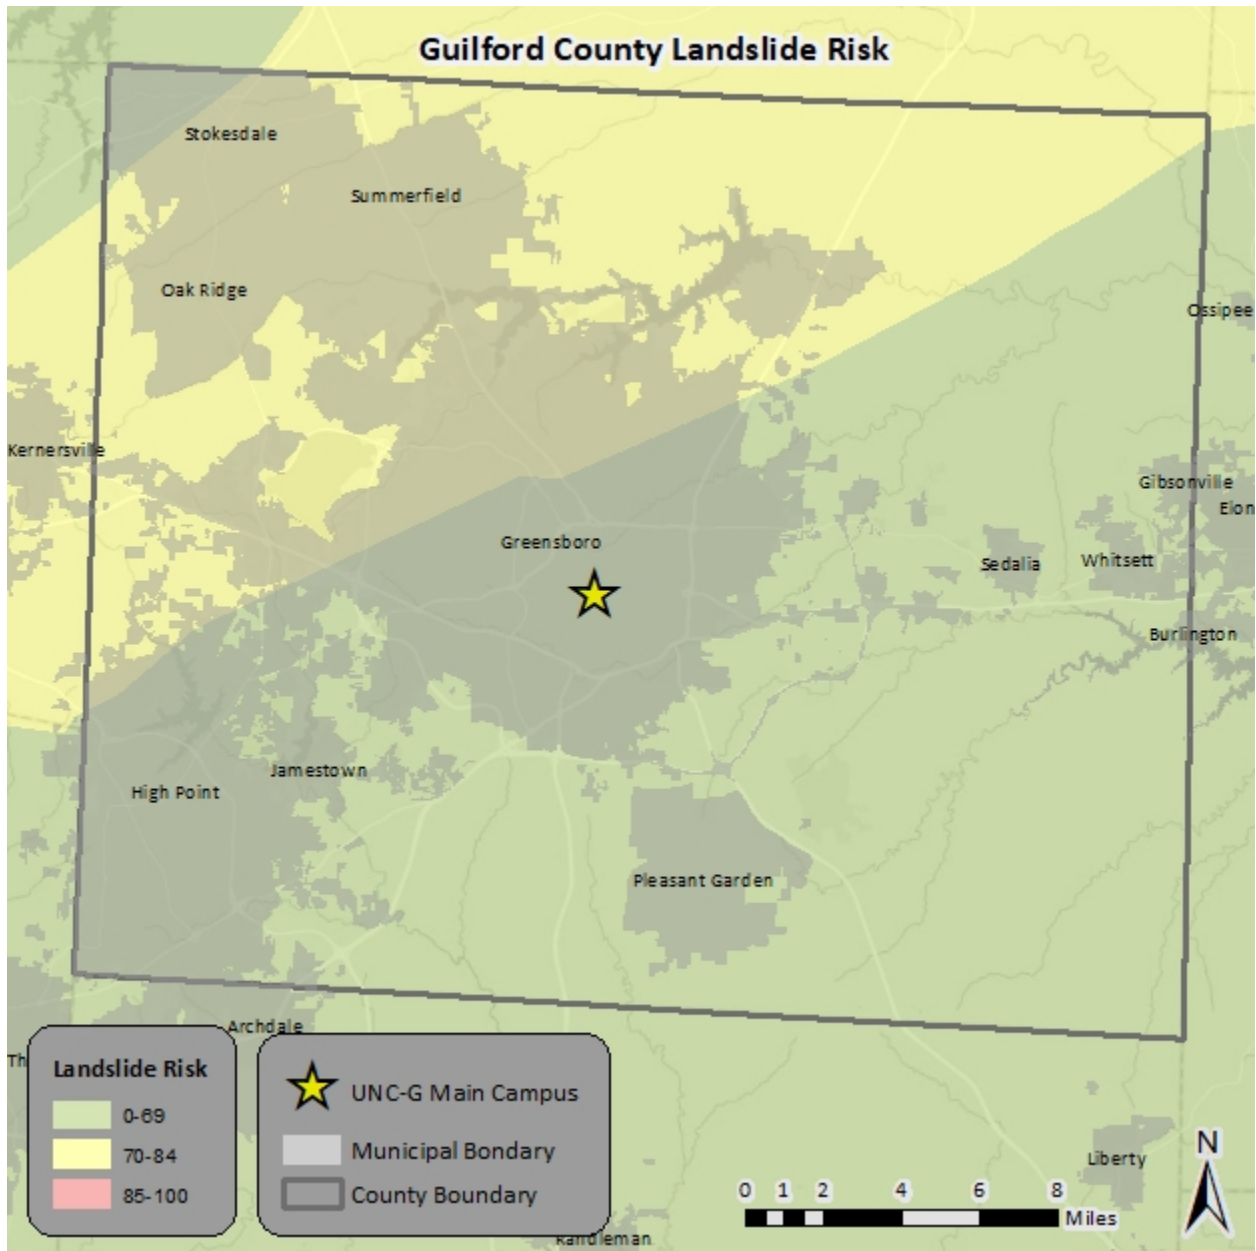 Guilford County Landslide Risk
Stokesdale
Summerfield
Oak Ridge
Ossipee
Kernersville
Gibsonville
Elon
Greensboro
Sedalia
Whitsett
Burlington
Jamestown
High Point
Pleasant Garden
Archdale
Th
Landslide Risk
0-69
70-84
85-100
UNC-G Main Campus
Municipal Bondary
County Boundary
Liberty
N
0 1 2 4 6 8
Miles
Randleman